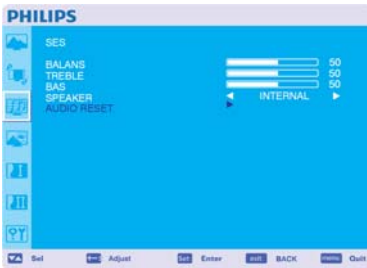 PHILIPS
SES
BALANS 50
TREBLE 50
BAS 50
SPEAKER INTERNAL
AUDIO RESET
Sel Adjust Set Enter exit BACK menu Quit